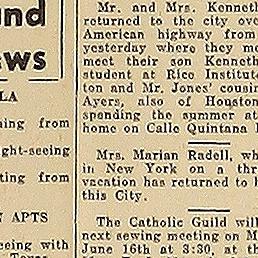 und
ews
LA
ing from
ght-seeing
ting from
N APTS
eeing with
Mr. and Mrs. Kenneth
returned to the city ove
American highway from
yesterday where they mo
meet their son Kenneth
student at Rice Institut
ton and Mr. Jones' cousin
Ayers, also of Houston
spending the summer at
home on Calle Quintana
Mrs. Marian Radell, wh
in New York on a thr
vacation has returned to h
this City.
The Catholic Guild will
next sewing meeting on M
June 16th at 3:30, at th